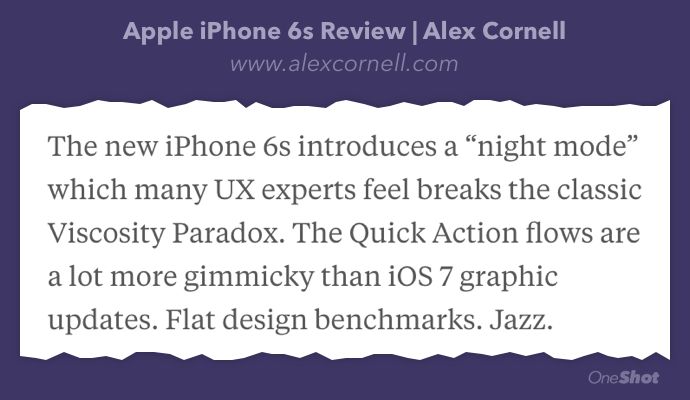 Apple iPhone 6s Review | Alex Cornell
www.alexcornell.com
The new iPhone 6s introduces a “night mode”
which many UX experts feel breaks the classic
Viscosity Paradox. The Quick Action flows are
a lot more gimmicky than iOS 7 graphic
updates. Flat design benchmarks. Jazz.
OneShot